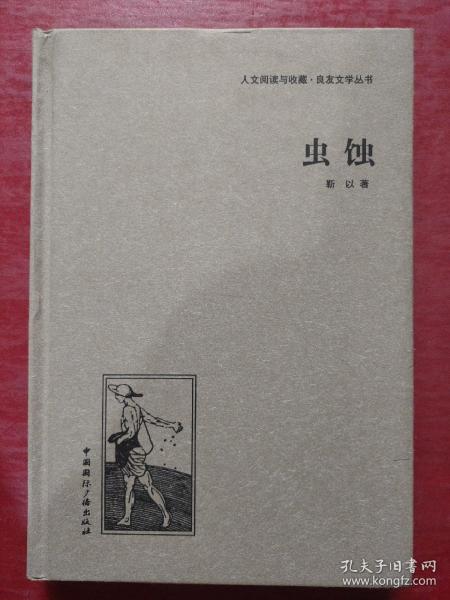 人文阅读与收藏·良友文学丛书
虫蚀
靳 以 著
中国国际广播出版社
孔夫子旧书网
www.kongfz.com